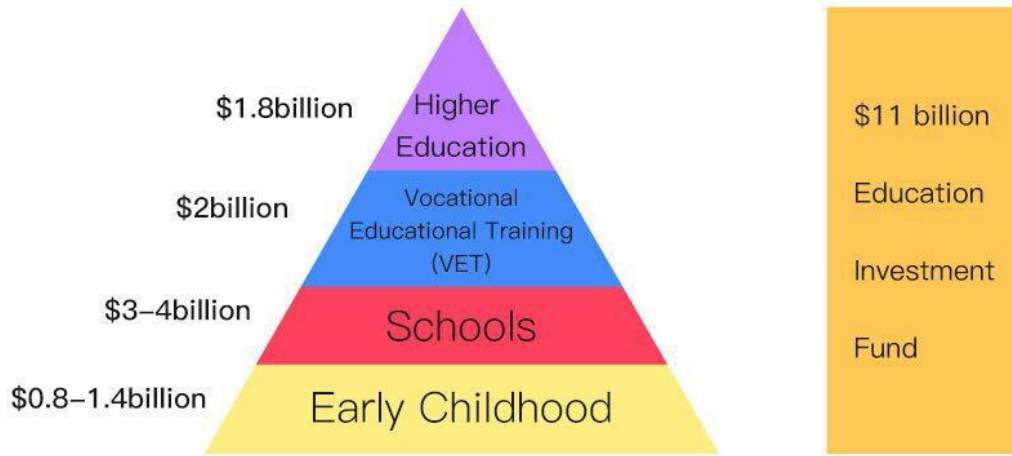 $1.8billion
Higher
Education
$2billion
Vocational
Educational Training
(VET)
$3–4billion
Schools
$0.8–1.4billion
Early Childhood
$11 billion
Education
Investment
Fund